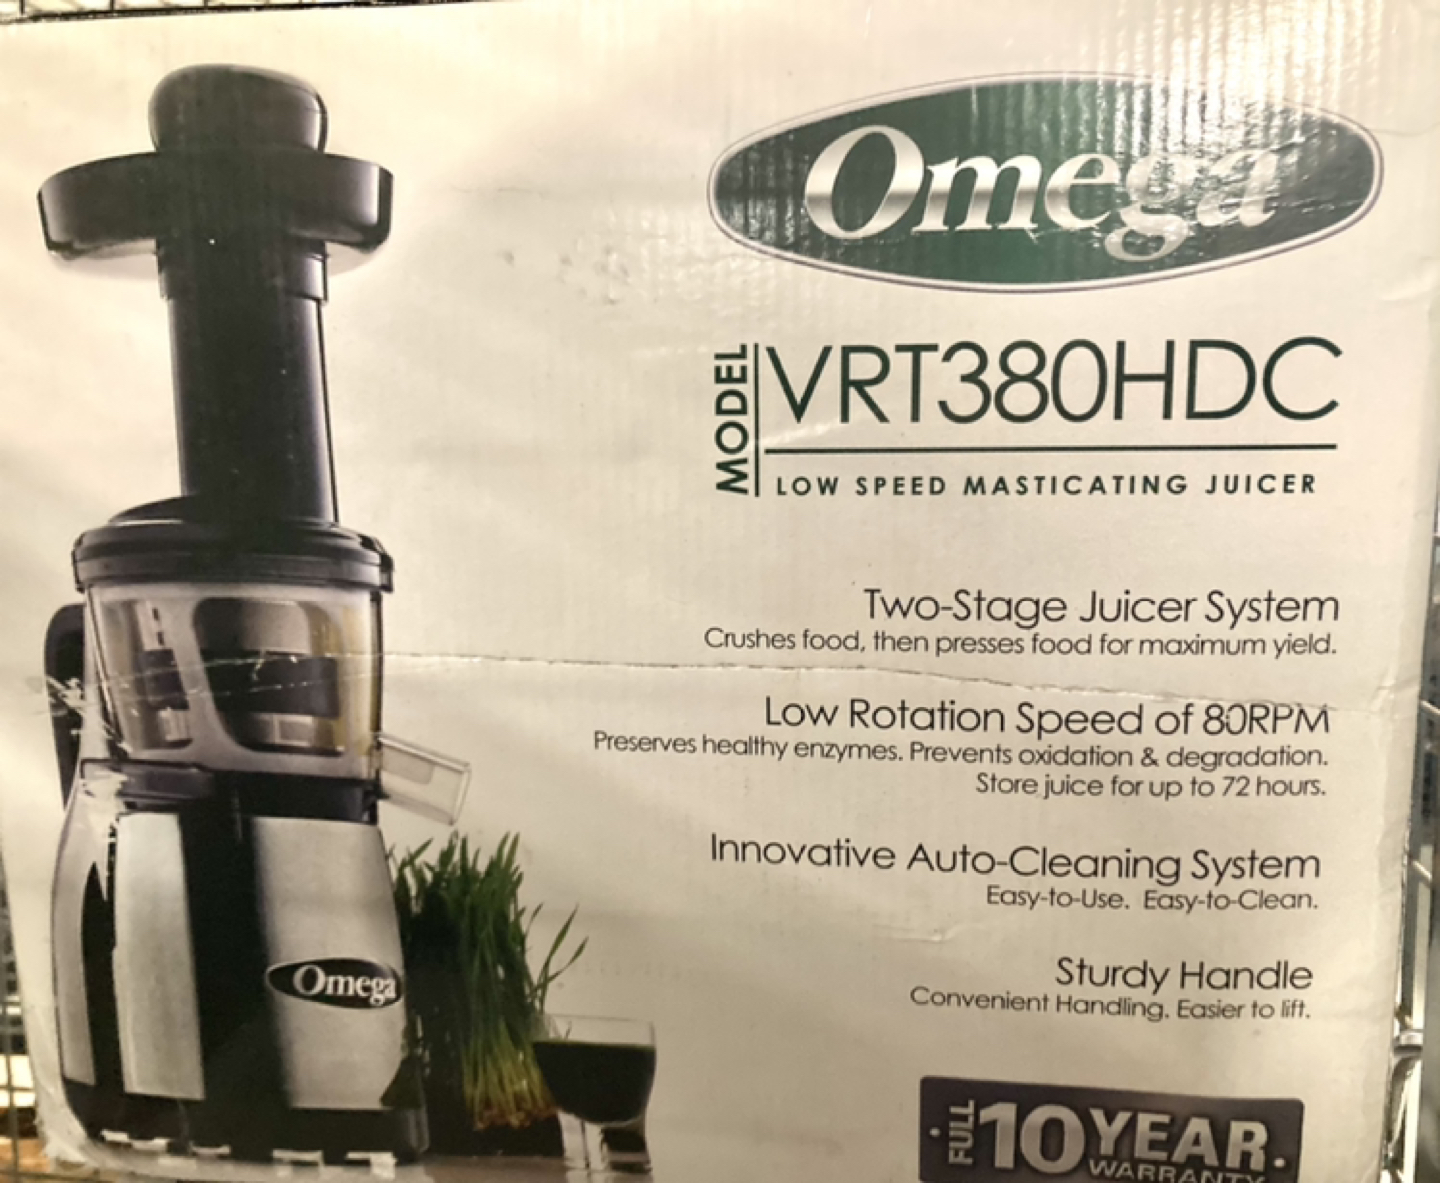 Omega
MODEL
VRT380HDC
LOW SPEED MASTICATING JUICER
Two-Stage Juicer System
Crushes food, then presses food for maximum yield.
Low Rotation Speed of 80RPM
Preserves healthy enzymes. Prevents oxidation & degradation.
Store juice for up to 72 hours.
Innovative Auto-Cleaning System
Easy-to-Use. Easy-to-Clean.
Omega
Sturdy Handle
Convenient Handling. Easier to lift.
FULL
10 YEAR
WARRANTY